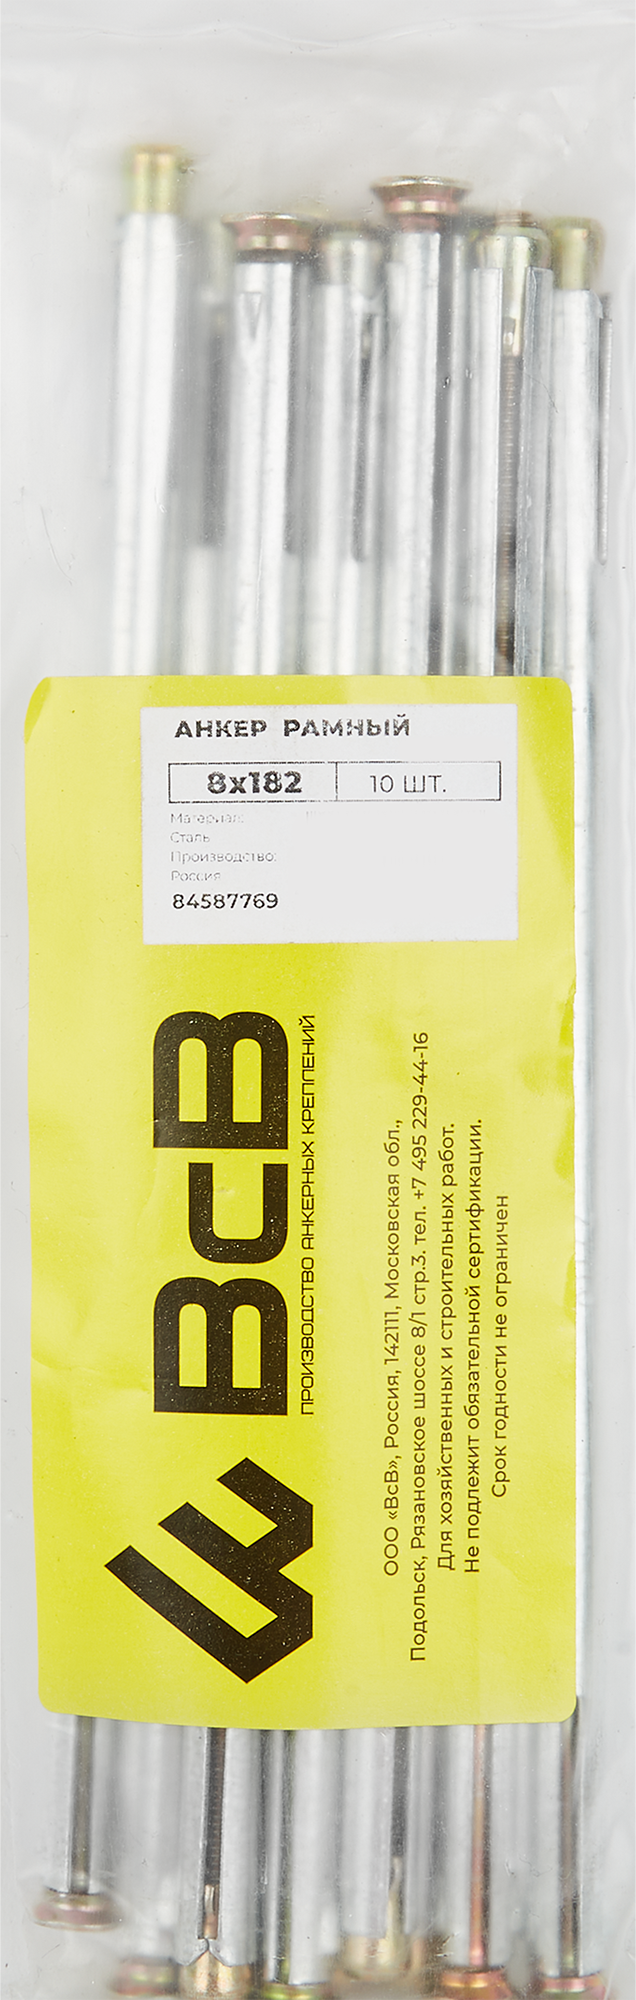 АНКЕР РАМНЫЙ
8х182
10 ШТ.
Материал:
Сталь
Производство:
Россия
84587769
ВсВ
ПРОИЗВОДСТВО АНКЕРНЫХ КРЕПЛЕНИЙ
ООО «ВсВ», Россия, 142111, Московская обл.,
Подольск, Рязановское шоссе 8/1 стр.3. тел. +7 495 229-44-16
Для хозяйственных и строительных работ.
Не подлежит обязательной сертификации.
Срок годности не ограничен